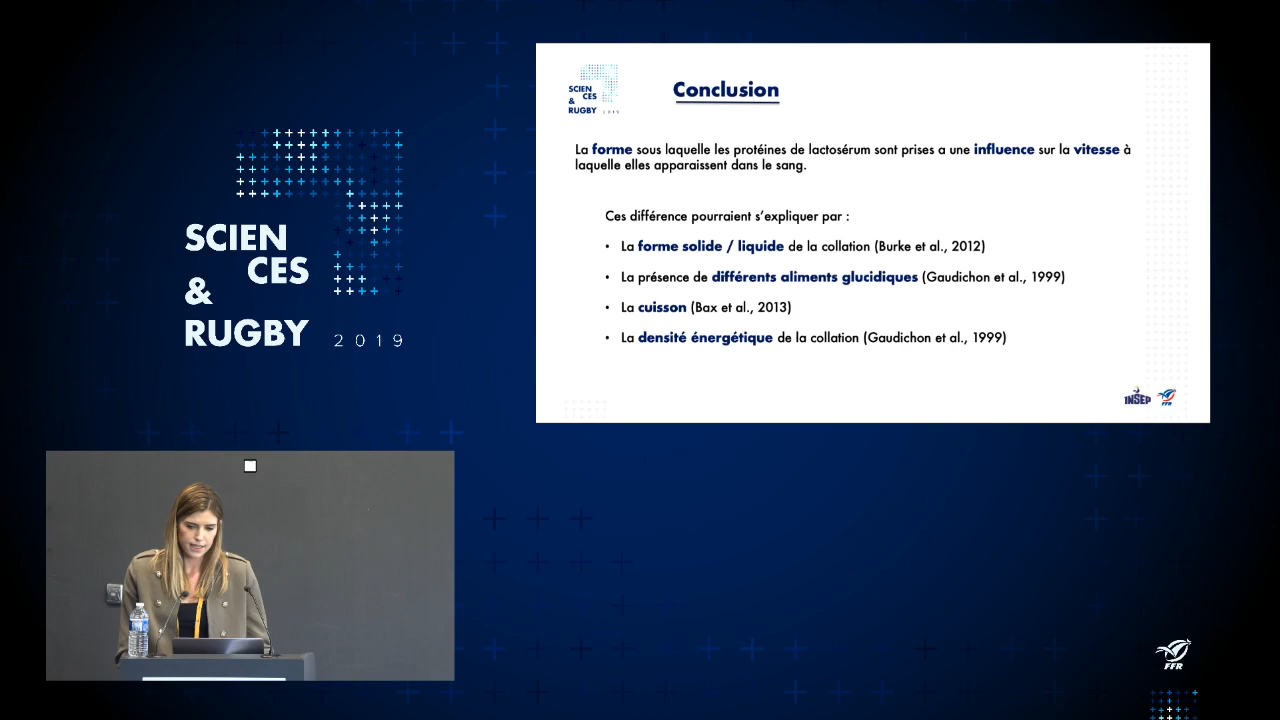 SCIEN
CES
&
RUGBY 2019
SCIEN
CES
&
RUGBY 2019
Conclusion
La forme sous laquelle les protéines de lactosérum sont prises a une influence sur la vitesse à
laquelle elles apparaissent dans le sang.
Ces différence pourraient s’expliquer par :
• La forme solide / liquide de la collation (Burke et al., 2012)
• La présence de différents aliments glucidiques (Gaudichon et al., 1999)
• La cuisson (Bax et al., 2013)
• La densité énergétique de la collation (Gaudichon et al., 1999)
INSEP
FFR
FFR